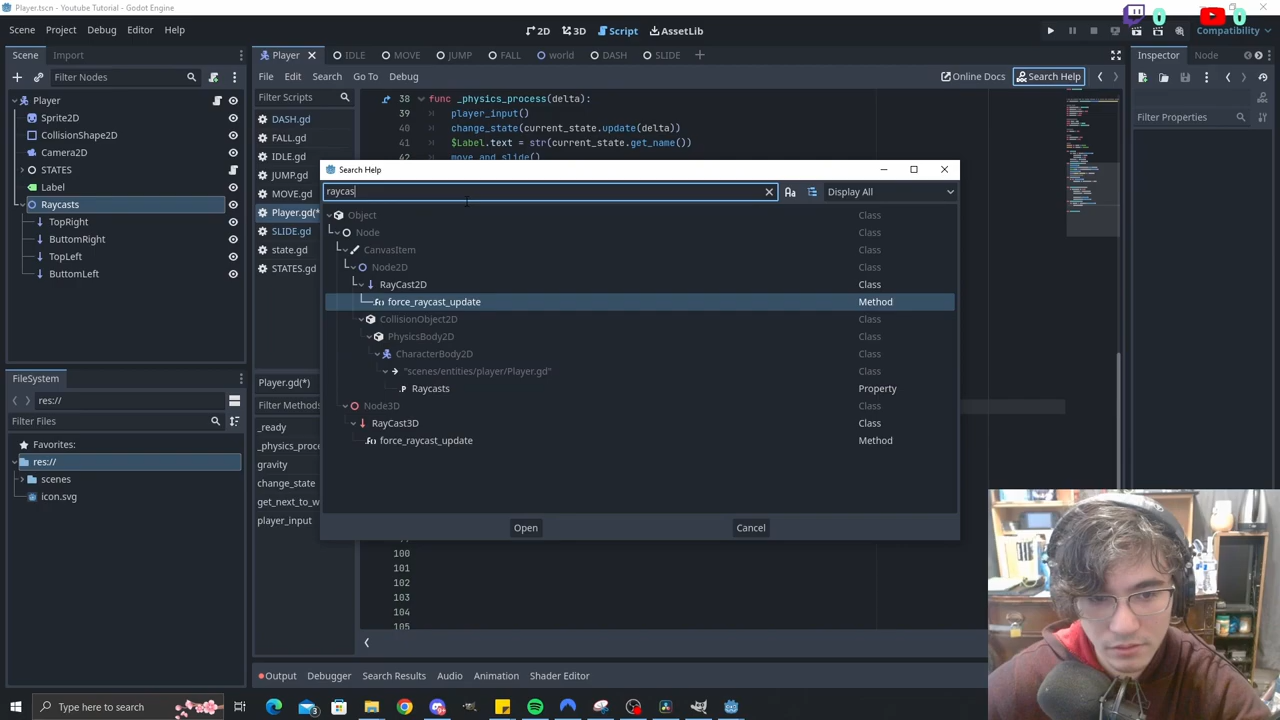 Player.tscn - Youtube Tutorial - Godot Engine
0
0
Scene
Project
Debug
Editor
Help
2D
3D
Script
AssetLib
Compatibility
Scene
Import
Player
IDLE
MOVE
JUMP
FALL
world
DASH
SLIDE
Inspector
Node
Filter Nodes
File
Edit
Search
Go To
Debug
Online Docs
Search Help
Player
Sprite2D
CollisionShape2D
Camera2D
STATES
Label
Raycasts
TopRight
ButtomRight
TopLeft
ButtomLeft
Filter Scripts
DASH.gd
FALL.gd
IDLE.gd
JUMP.gd
MOVE.gd
Player.gd(*
SLIDE.gd
state.gd
STATES.gd
38 func _physics_process(delta):
39 player_input()
40 change_state(current_state.update(delta))
41 $Label.text = str(current_state.get_name())
42 move_and_slide()
Filter Properties
Search Help
raycas
Aa
Display All
Object Class
Node Class
CanvasItem Class
Node2D Class
RayCast2D Class
force_raycast_update Method
CollisionObject2D Class
PhysicsBody2D Class
CharacterBody2D Class
"scenes/entities/player/Player.gd" Class
Raycasts Property
Node3D Class
RayCast3D Class
force_raycast_update Method
Open
Cancel
FileSystem
res://
Filter Files
Favorites:
res://
scenes
icon.svg
Player.gd(*)
Filter Methods
_ready
_physics_proce
gravity
change_state
get_next_to_w
player_input
100
101
102
103
104
105
Output
Debugger
Search Results
Audio
Animation
Shader Editor
Type here to search